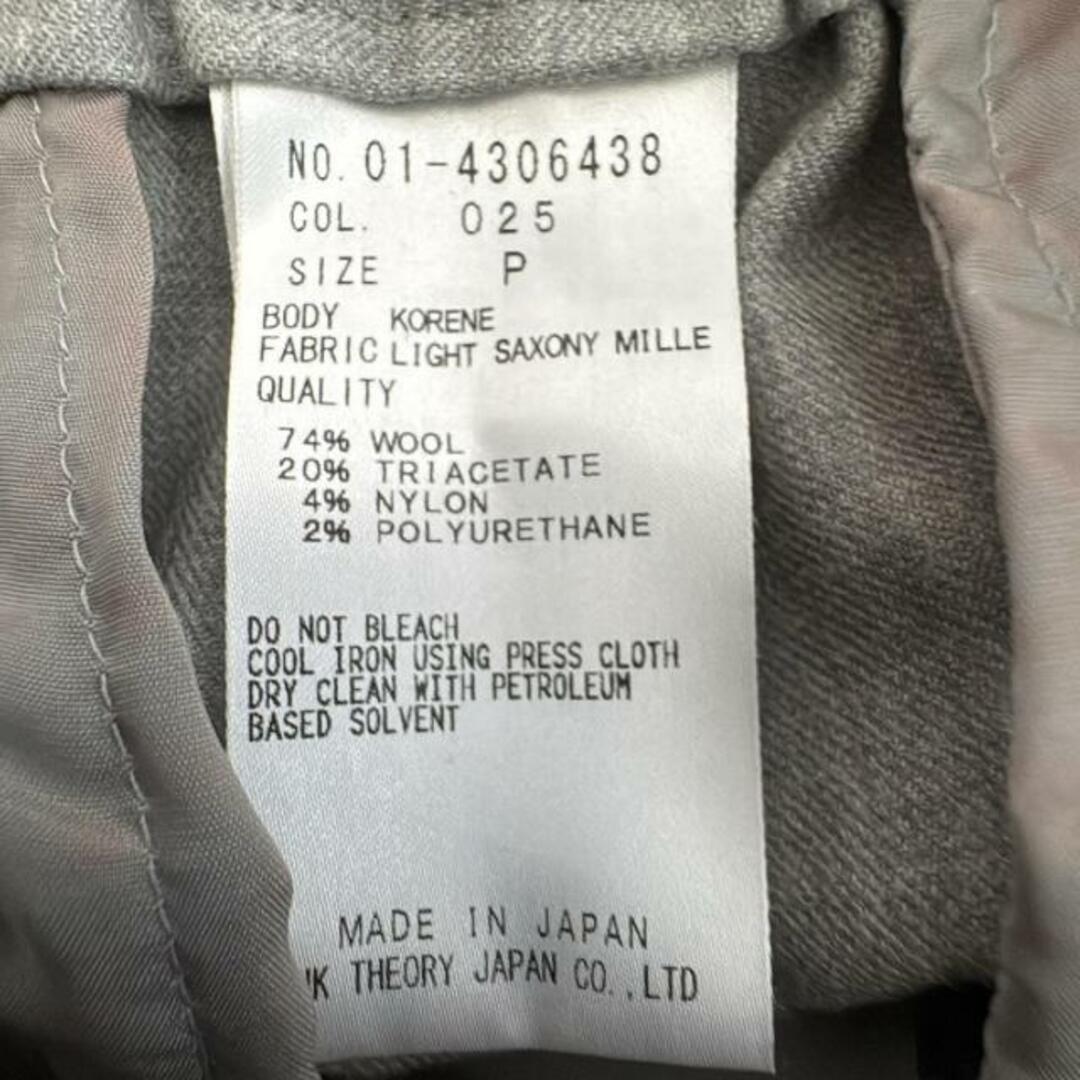 NO. 01-4306438
COL. 025
SIZE P
BODY KORENE
FABRIC LIGHT SAXONY MILLE
QUALITY
74% WOOL
20% TRIACETATE
4% NYLON
2% POLYURETHANE
DO NOT BLEACH
COOL IRON USING PRESS CLOTH
DRY CLEAN WITH PETROLEUM
BASED SOLVENT
MADE IN JAPAN
THEORY JAPAN CO.,LTD